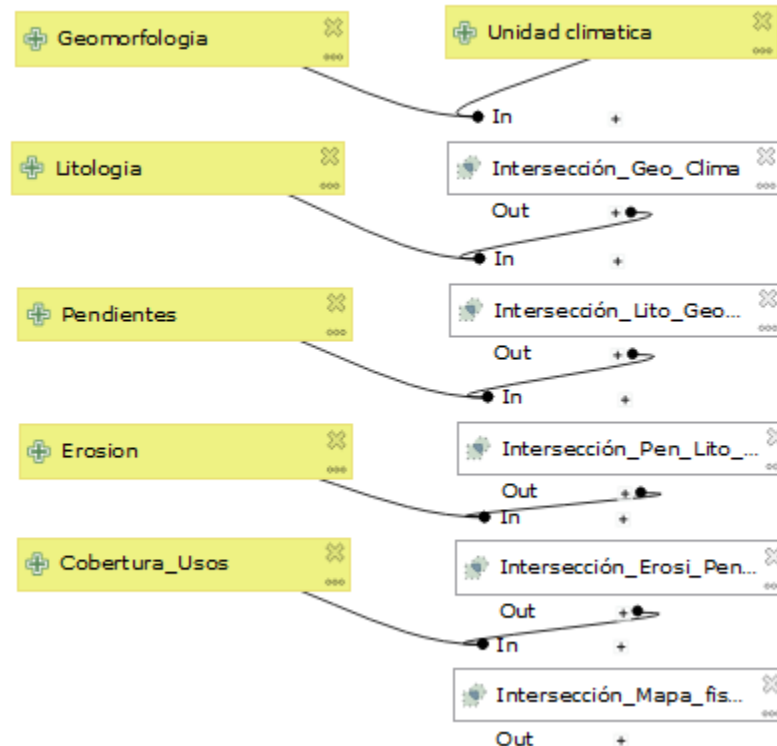 Geomorfologia
Unidad climatica
In
Litologia
Intersección_Geo_Clima
Out
In
Pendientes
Intersección_Lito_Geo...
Out
In
Erosion
Intersección_Pen_Lito_...
Out
In
Cobertura_Usos
Intersección_Erosi_Pen...
Out
In
Intersección_Mapa_fis...
Out